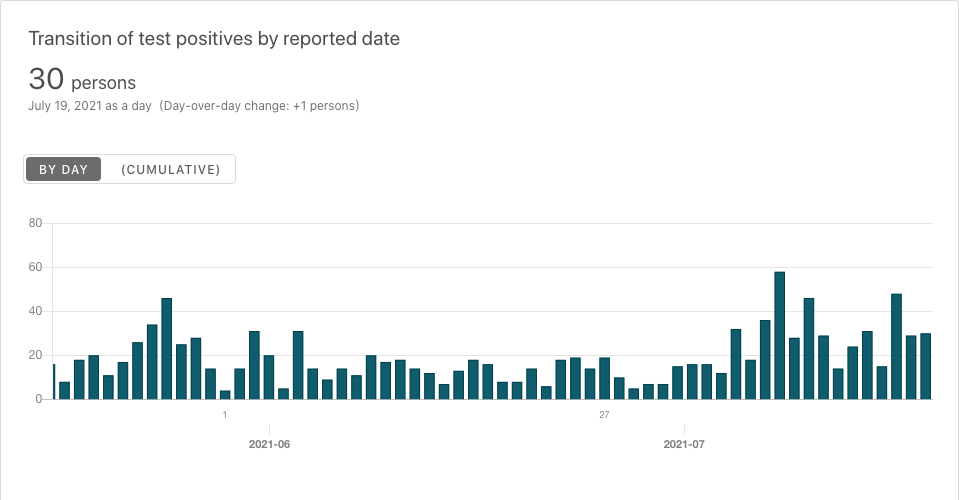 Transition of test positives by reported date
30 persons
July 19, 2021 as a day (Day-over-day change: +1 persons)
BY DAY (CUMULATIVE)
80
60
40
20
0
1 27
2021-06 2021-07